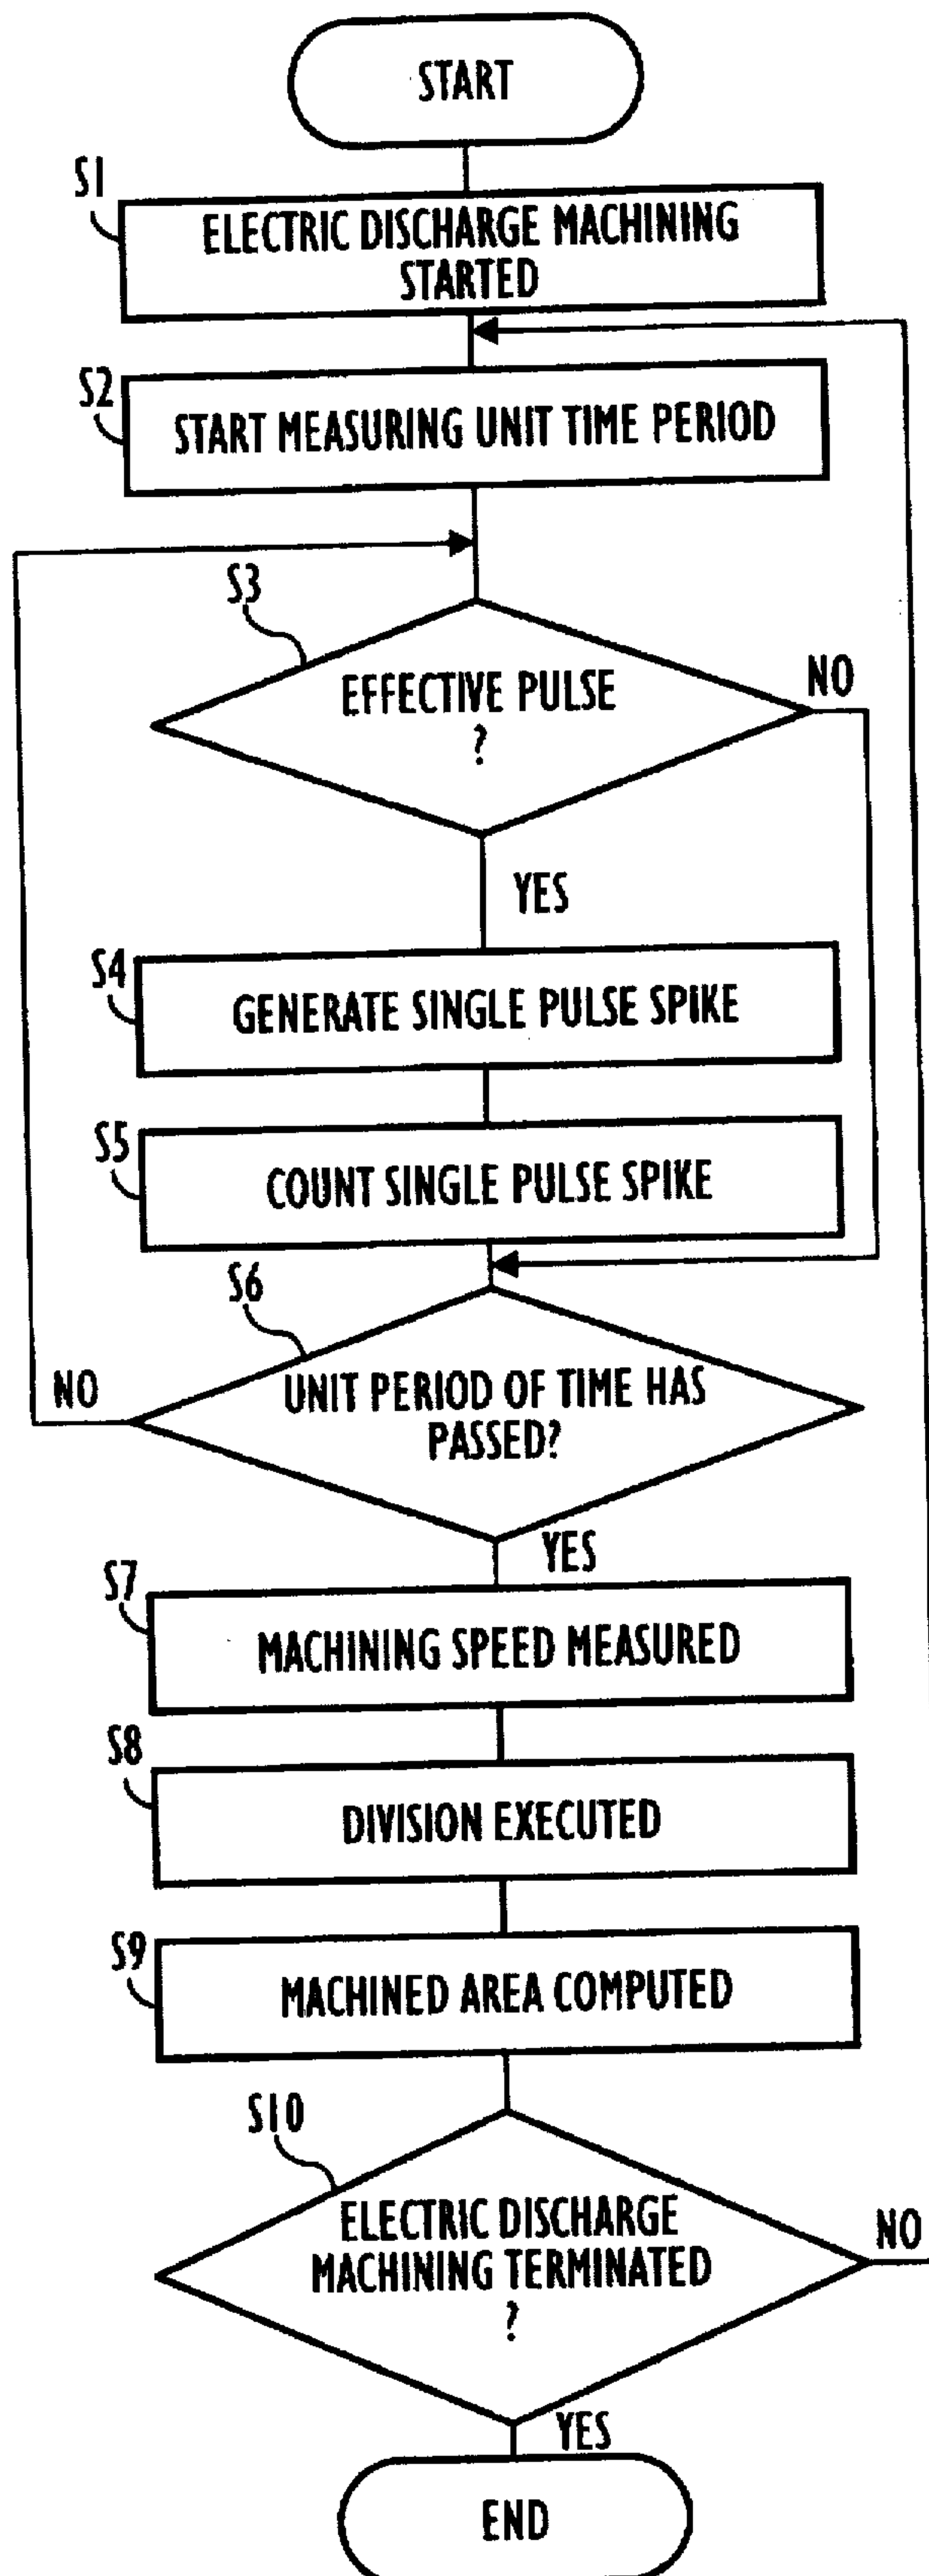 START
S1
ELECTRIC DISCHARGE MACHINING
STARTED
S2
START MEASURING UNIT TIME PERIOD
S3
EFFECTIVE PULSE
?
NO
YES
S4
GENERATE SINGLE PULSE SPIKE
S5
COUNT SINGLE PULSE SPIKE
S6
UNIT PERIOD OF TIME HAS
PASSED?
NO
YES
S7
MACHINING SPEED MEASURED
S8
DIVISION EXECUTED
S9
MACHINED AREA COMPUTED
S10
ELECTRIC DISCHARGE
MACHINING TERMINATED
?
NO
YES
END